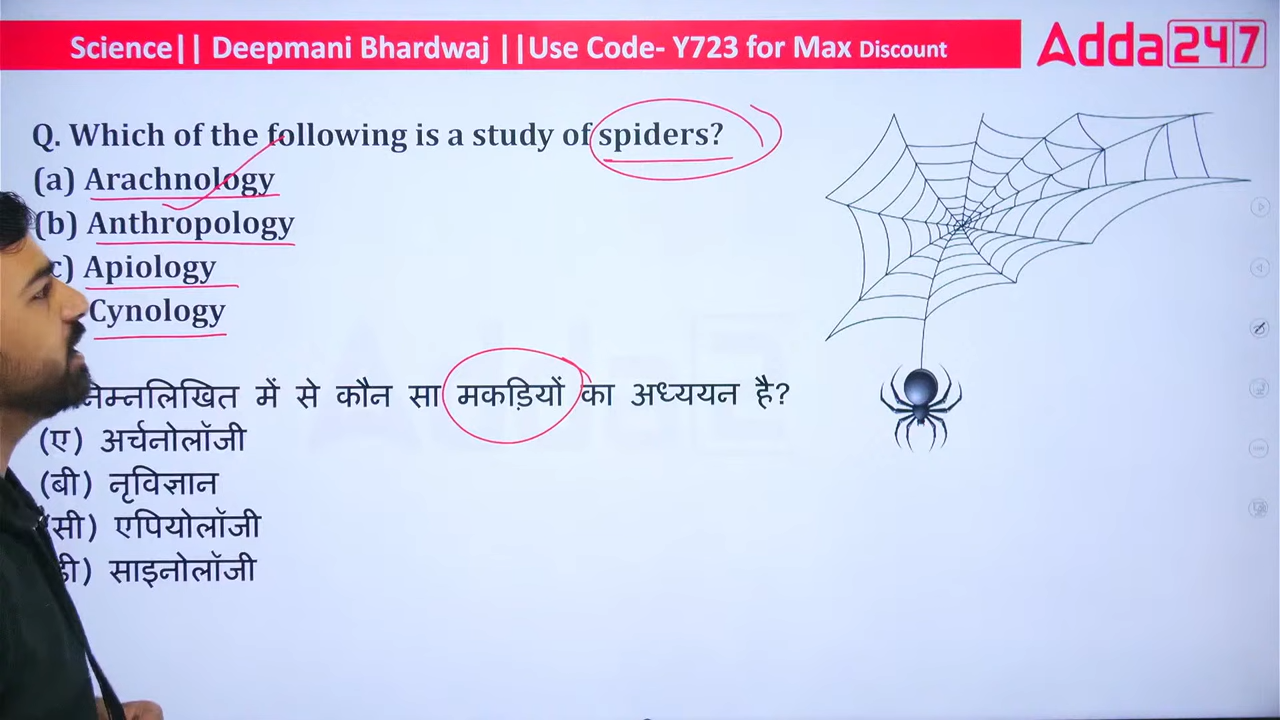 Science|| Deepmani Bhardwaj ||Use Code- Y723 for Max Discount
Adda247
Q. Which of the following is a study of spiders?
(a) Arachnology
(b) Anthropology
c) Apiology
Cynology
निम्नलिखित में से कौन सा मकड़ियों का अध्ययन है?
(ए) अर्चनोलॉजी
(बी) नृविज्ञान
(सी) एपियोलॉजी
डी) साइनोलॉजी